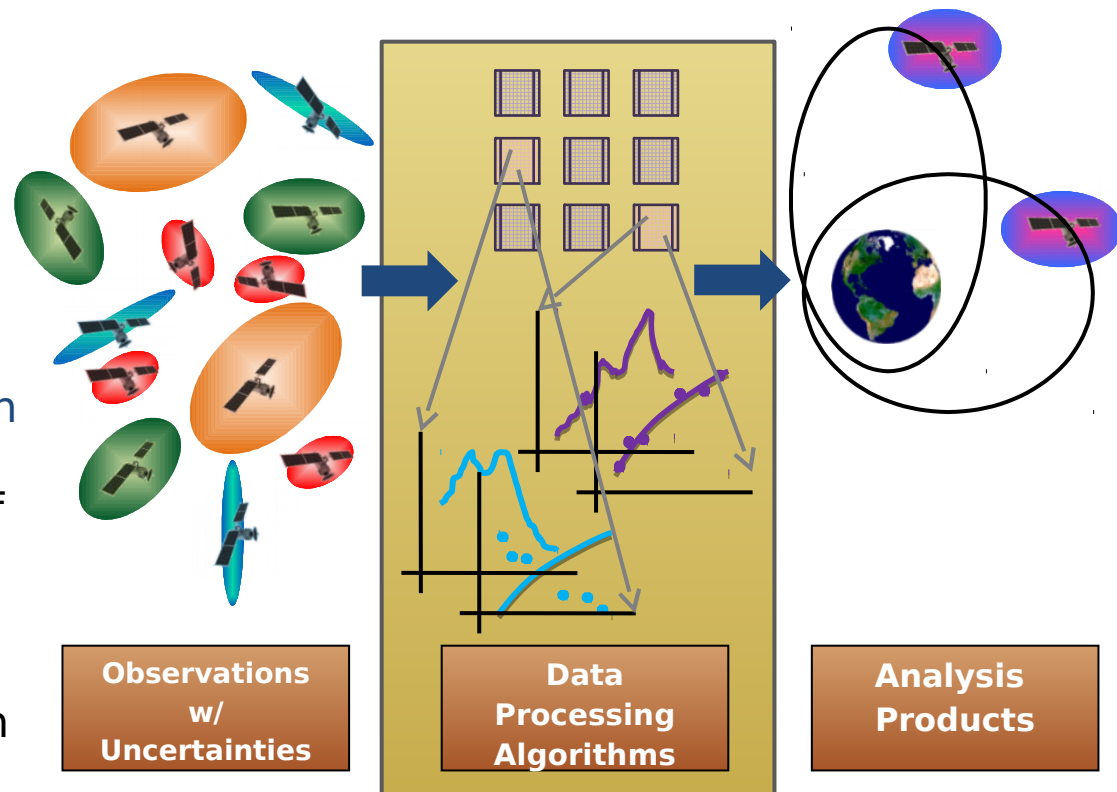 Observations
w/
Uncertainties
Data
Processing
Algorithms
Analysis
Products